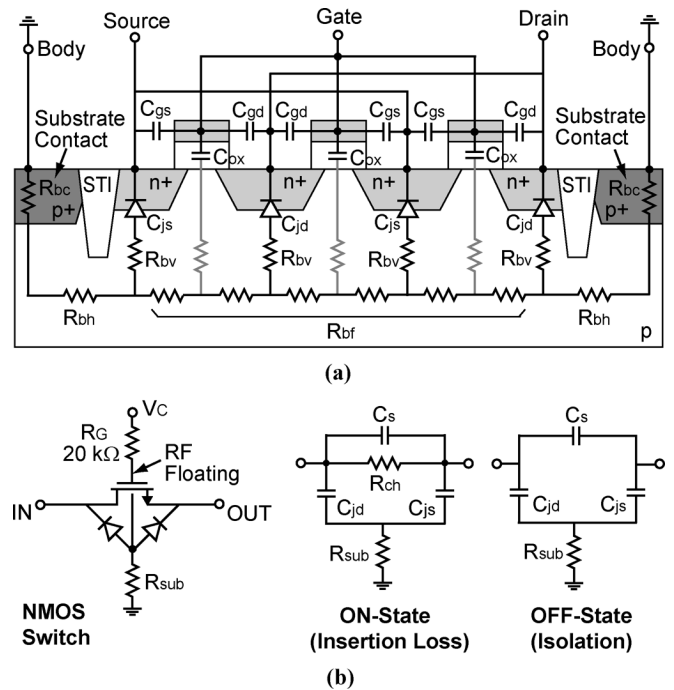 Source Gate Drain
Body Body
Substrate Contact Cgs Cgd Cgd Cgs Cgs Cgd Substrate Contact
Cox Cox Cox
Rbc STI n+ n+ n+ STI Rbc
p+ Cjs Cjd Cjs Cjd p+
Rbv Rbv Rbv Rbv
Rbh Rbf Rbh p
(a)
VC
RG
20 kΩ
RF
Floating
IN OUT
Rsub
NMOS
Switch
Cs
Rch
Cjd Cjs
Rsub
ON-State
(Insertion Loss)
Cs
Cjd Cjs
Rsub
OFF-State
(Isolation)
(b)